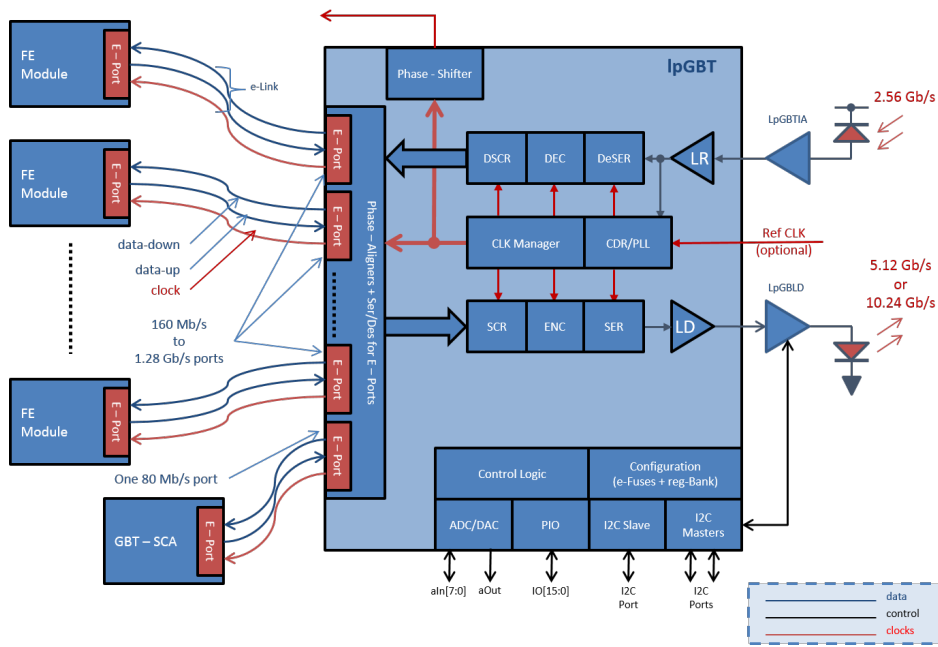 FE
Module
E – Port
e-Link
FE
Module
E – Port
data-down
data-up
clock
160 Mb/s
to
1.28 Gb/s ports
FE
Module
E – Port
One 80 Mb/s port
GBT – SCA
E – Port
Phase - Shifter
lpGBT
E – Port
E – Port
E – Port
E – Port
Phase – Aligners + Ser/Des for E – Ports
DSCR
DEC
DeSER
LR
LpGBTIA
2.56 Gb/s
CLK Manager
CDR/PLL
Ref CLK
(optional)
SCR
ENC
SER
LD
LpGBLD
5.12 Gb/s
or
10.24 Gb/s
Control Logic
Configuration
(e-Fuses + reg-Bank)
ADC/DAC
PIO
I2C Slave
I2C
Masters
aIn[7:0]
aOut
IO[15:0]
I2C
Port
I2C
Ports
data
control
clocks